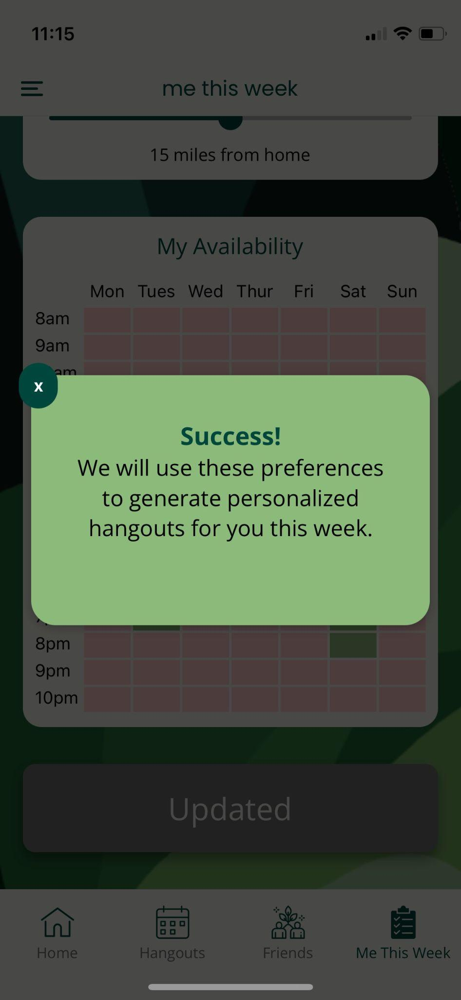 11:15
me this week
15 miles from home
My Availability
Mon Tues Wed Thur Fri Sat Sun
8am
9am
am
x
Success!
We will use these preferences
to generate personalized
hangouts for you this week.
8pm
9pm
10pm
Updated
Home Hangouts Friends Me This Week